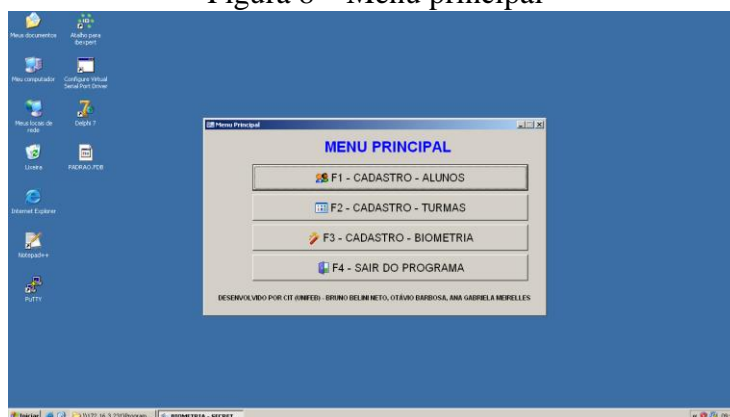 Figura 8 – Menu principal
Meus documentos
Atalho para ibexpert
Meu computador
Configure Virtual Serial Port Driver
Meus locais de rede
Delphi 7
Lixeira
PADRAO.FDB
Internet Explorer
Notepad++
PuTTY
Menu Principal
MENU PRINCIPAL
F1 - CADASTRO - ALUNOS
F2 - CADASTRO - TURMAS
F3 - CADASTRO - BIOMETRIA
F4 - SAIR DO PROGRAMA
DESENVOLVIDO POR CIT (UNIFEB) - BRUNO BELINI NETO, OTÁVIO BARBOSA, ANA GABRIELA MEIRELLES
Iniciar
BIOMETRIA - SECRET...